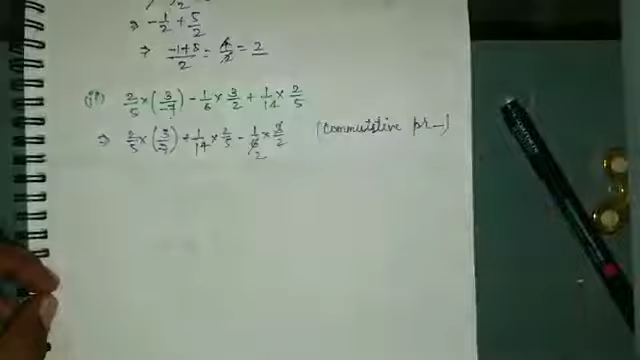 ⇒ -1/2 + 5/2
⇒ -1+5/2 = 4/2 = 2
(ii) 2/5 × (3/-7) - 1/6 × 3/2 + 1/14 × 2/5
⇒ 2/5 × (3/-7) + 1/14 × 2/5 - 1/6 × 3/2 (Commutative pr—)
2